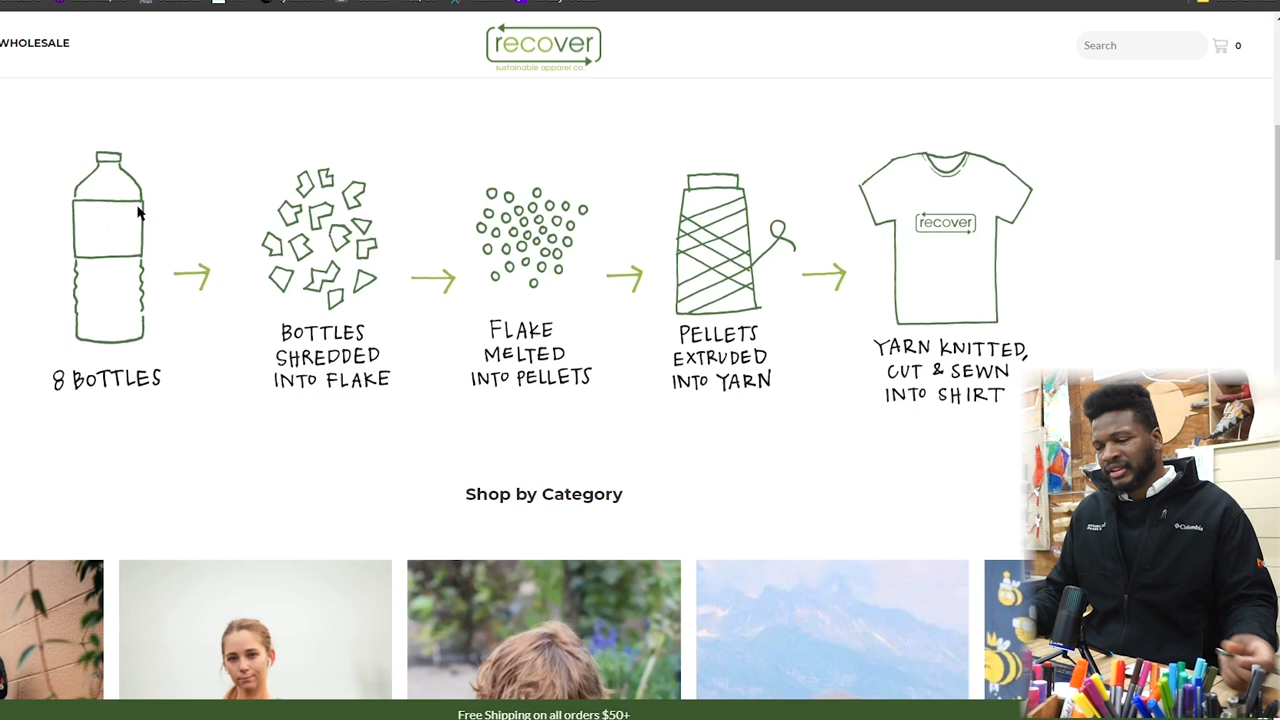 WHOLESALE
recover
sustainable apparel co.
Search
0
recover
8 BOTTLES
BOTTLES
SHREDDED
INTO FLAKE
FLAKE
MELTED
INTO PELLETS
PELLETS
EXTRUDED
INTO YARN
YARN KNITTED,
CUT & SEWN
INTO SHIRT
Shop by Category
Columbia
Free Shipping on all orders $50+